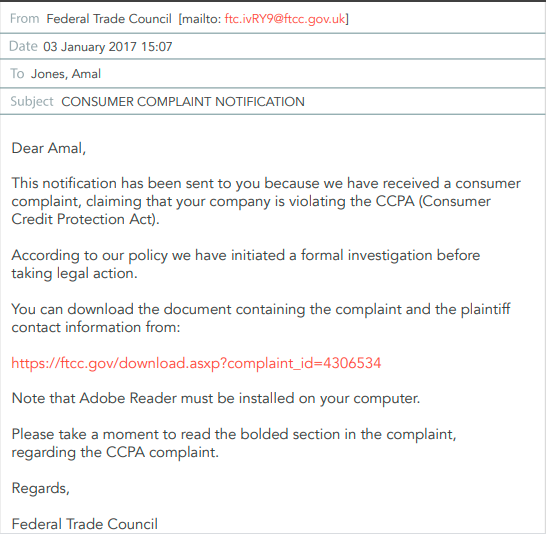 From Federal Trade Council [mailto: ftc.ivRY9@ftcc.gov.uk]
Date 03 January 2017 15:07
To Jones, Amal
Subject CONSUMER COMPLAINT NOTIFICATION
Dear Amal,
This notification has been sent to you because we have received a consumer
complaint, claiming that your company is violating the CCPA (Consumer
Credit Protection Act).
According to our policy we have initiated a formal investigation before
taking legal action.
You can download the document containing the complaint and the plaintiff
contact information from:
https://ftcc.gov/download.asxp?complaint_id=4306534
Note that Adobe Reader must be installed on your computer.
Please take a moment to read the bolded section in the complaint,
regarding the CCPA complaint.
Regards,
Federal Trade Council